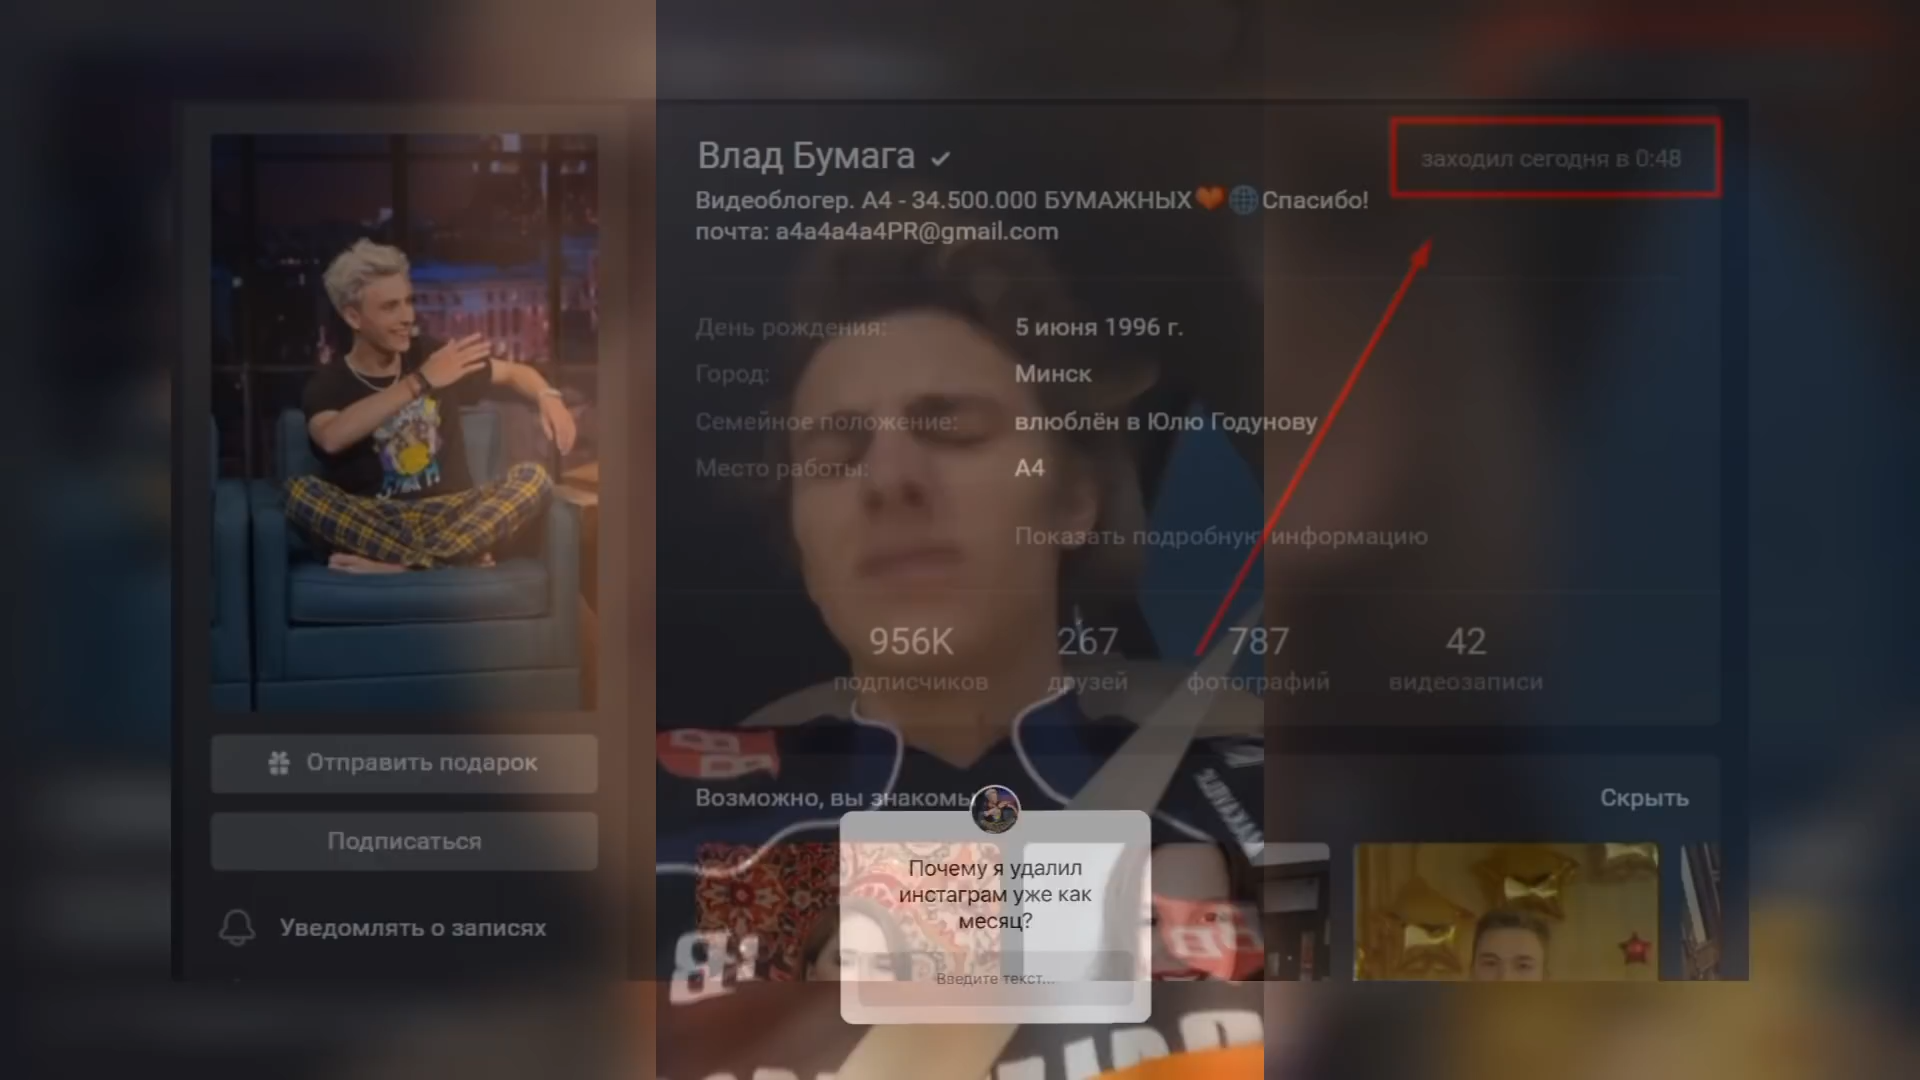 Влад Бумага
заходил сегодня в 0:48
Видеоблогер. А4 - 34.500.000 БУМАЖНЫХ🧡🌐Спасибо!
почта: a4a4a4a4PR@gmail.com
День рождения: 5 июня 1996 г.
Город: Минск
Семейное положение: влюблён в Юлю Годунову
Место работы: А4
Показать подробную информацию
956K 267 787 42
подписчиков друзей фотографий видеозаписи
Отправить подарок
Подписаться
Уведомлять о записях
Возможно, вы знакомы
Скрыть
Почему я удалил
инстаграм уже как
месяц?
Введите текст...